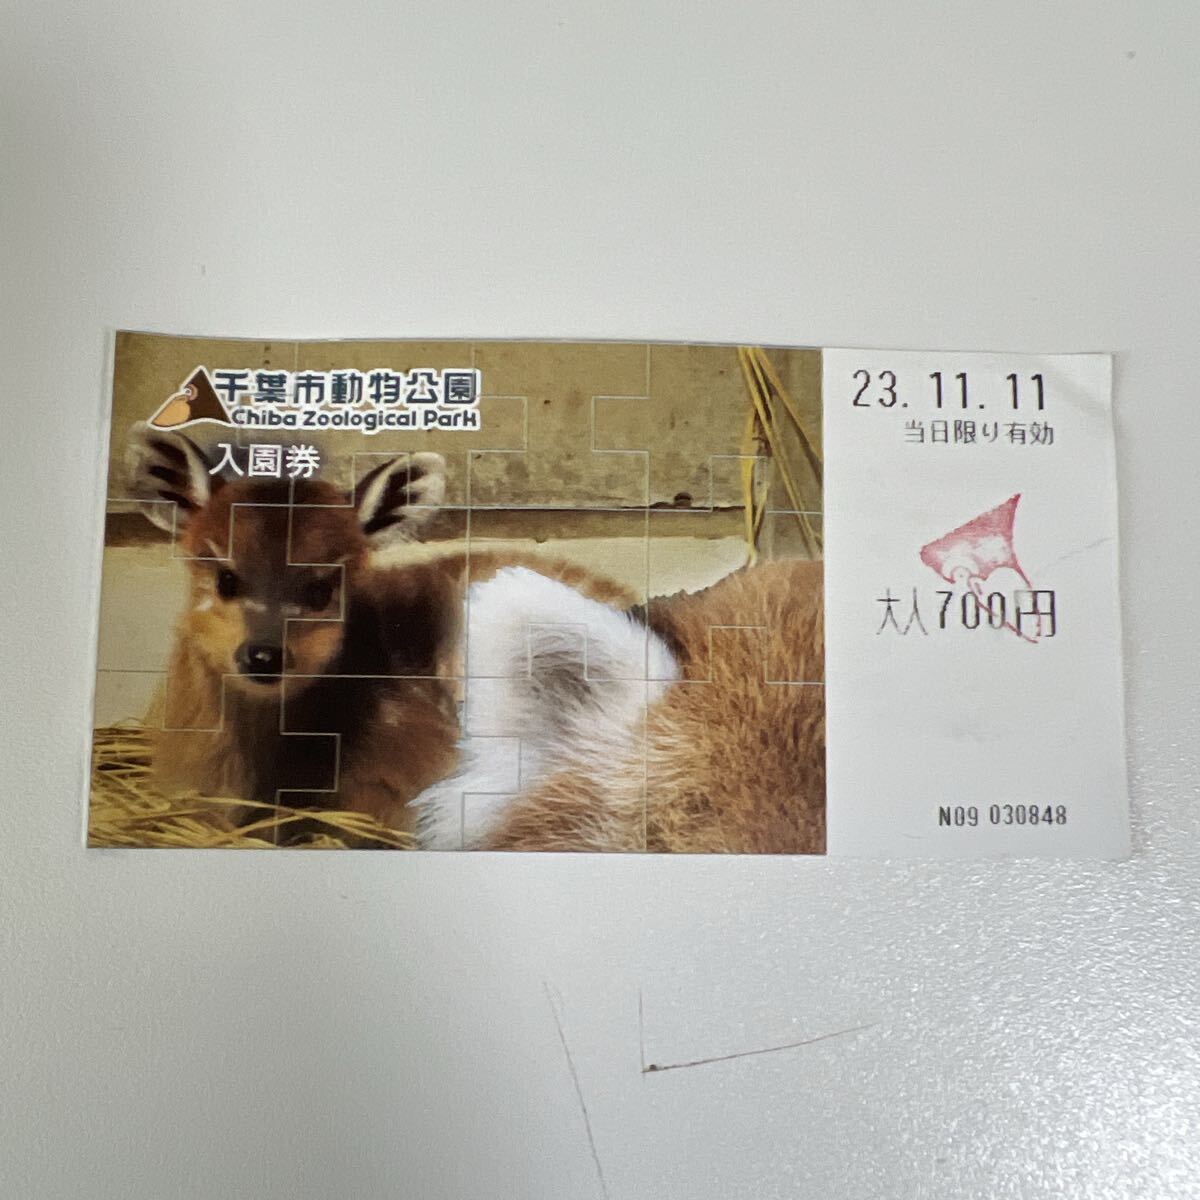 千葉市動物公園
Chiba Zoological Park
入園券
23.11.11
当日限り有効
大人700円
N09 030848